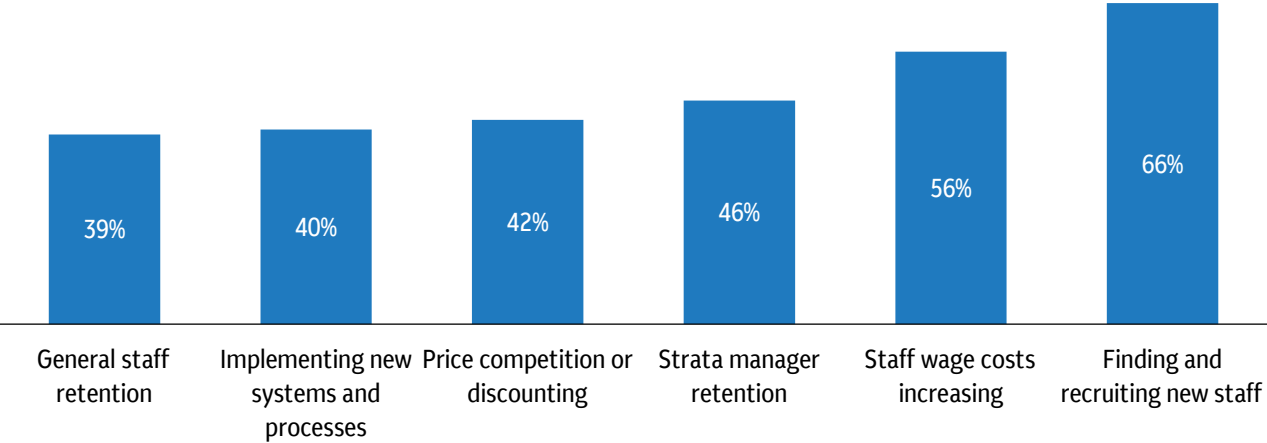 39%
40%
42%
46%
56%
66%
General staff
retention
Implementing new
systems and
processes
Price competition or
discounting
Strata manager
retention
Staff wage costs
increasing
Finding and
recruiting new staff